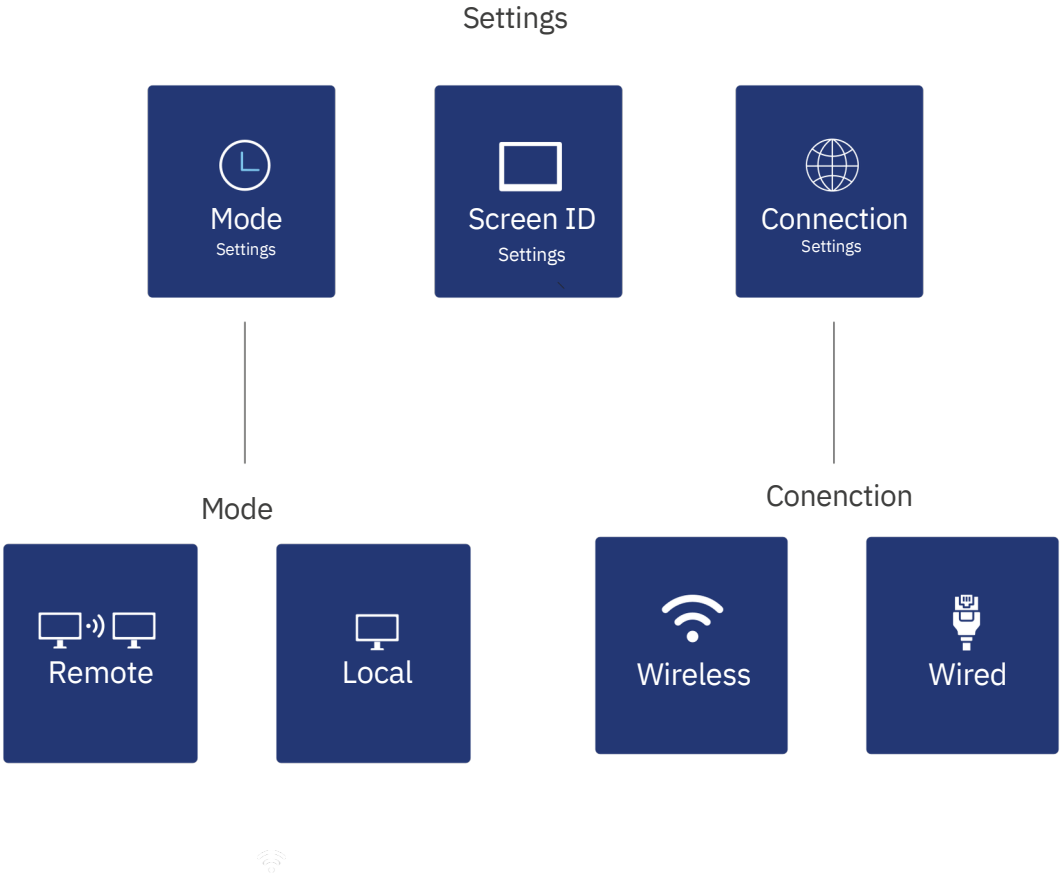 Settings
Mode
Settings
Screen ID
Settings
Connection
Settings
Mode
Remote
Local
Conenction
Wireless
Wired